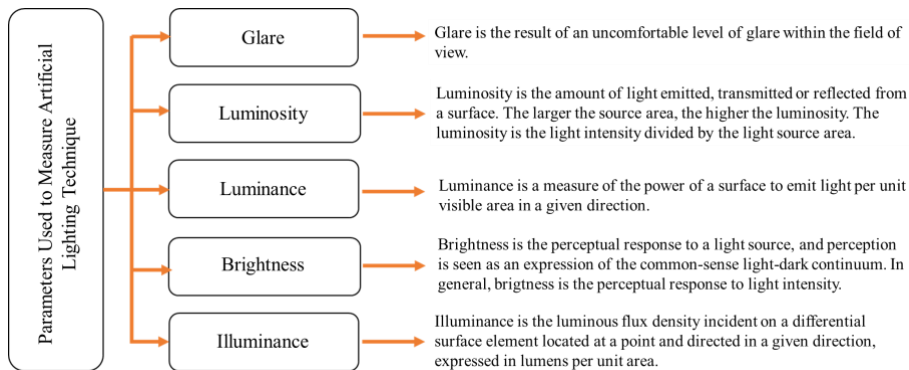 Parameters Used to Measure Artificial
Lighting Technique
Glare
Glare is the result of an uncomfortable level of glare within the field of
view.
Luminosity
Luminosity is the amount of light emitted, transmitted or reflected from
a surface. The larger the source area, the higher the luminosity. The
luminosity is the light intensity divided by the light source area.
Luminance
Luminance is a measure of the power of a surface to emit light per unit
visible area in a given direction.
Brightness
Brightness is the perceptual response to a light source, and perception
is seen as an expression of the common-sense light-dark continuum. In
general, brigtness is the perceptual response to light intensity.
Illuminance
Illuminance is the luminous flux density incident on a differential
surface element located at a point and directed in a given direction,
expressed in lumens per unit area.